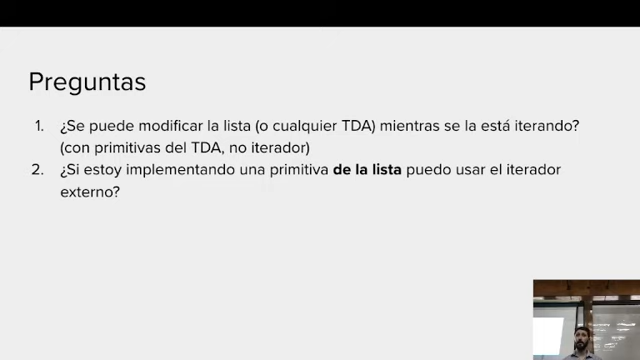 Preguntas
1. ¿Se puede modificar la lista (o cualquier TDA) mientras se la está iterando?
(con primitivas del TDA, no iterador)
2. ¿Si estoy implementando una primitiva de la lista puedo usar el iterador
externo?